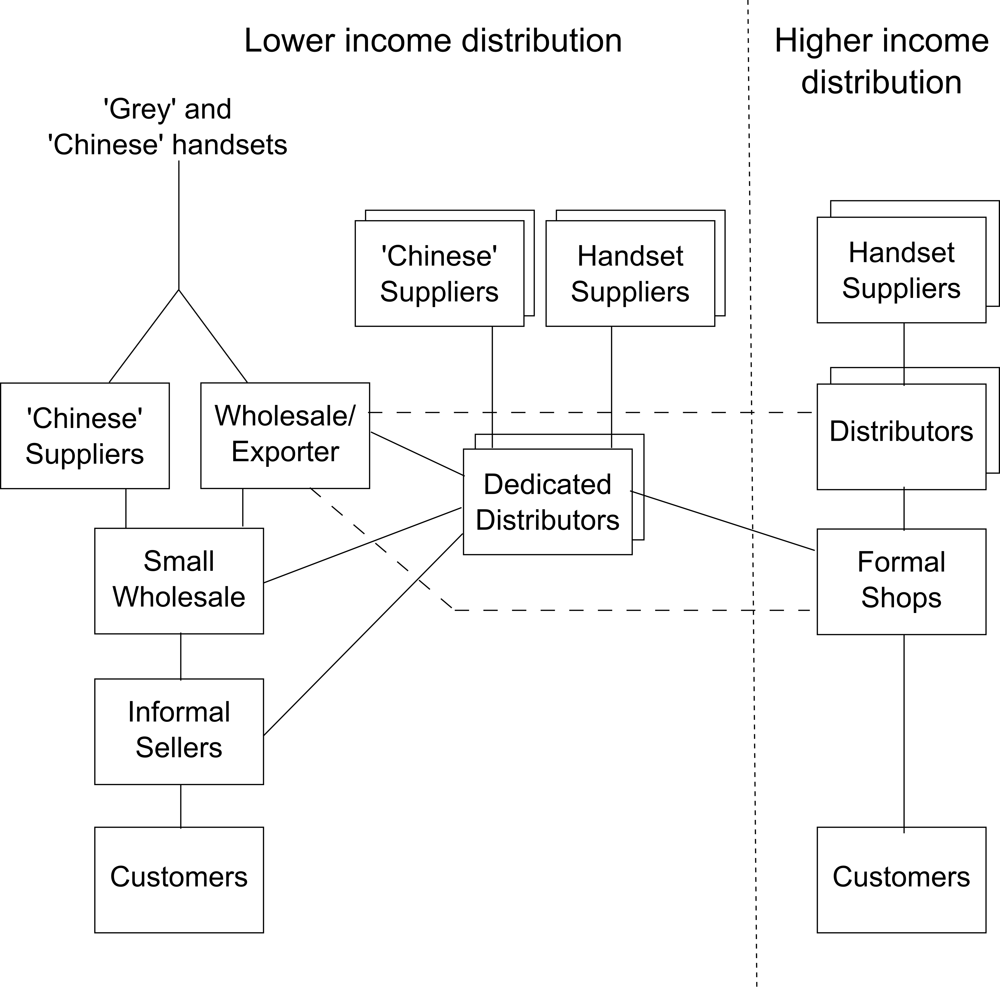 Lower income distribution
Higher income
distribution
'Grey' and
'Chinese' handsets
'Chinese'
Suppliers
Handset
Suppliers
Handset
Suppliers
'Chinese'
Suppliers
Wholesale/
Exporter
Distributors
Dedicated
Distributors
Small
Wholesale
Formal
Shops
Informal
Sellers
Customers
Customers